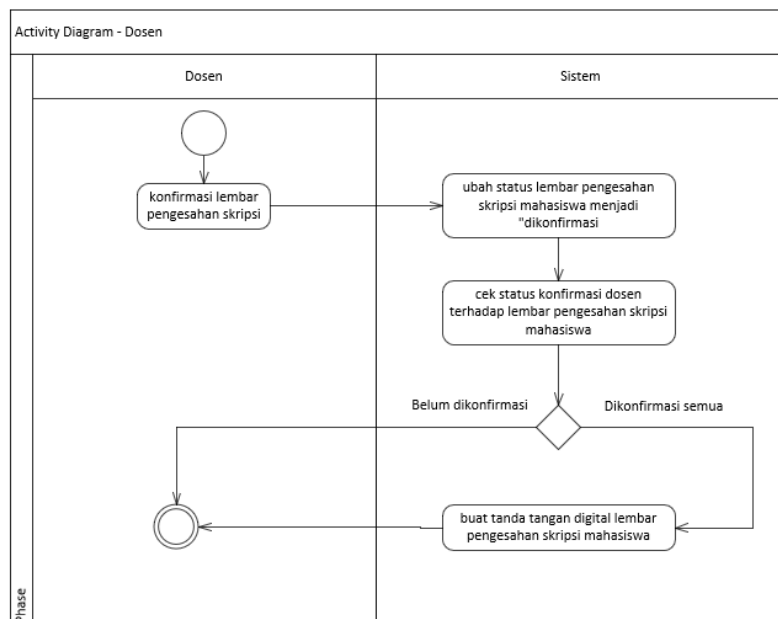 Activity Diagram - Dosen
Dosen
Sistem
konfirmasi lembar
pengesahan skripsi
ubah status lembar pengesahan
skripsi mahasiswa menjadi
"dikonfirmasi
cek status konfirmasi dosen
terhadap lembar pengesahan skripsi
mahasiswa
Belum dikonfirmasi
Dikonfirmasi semua
buat tanda tangan digital lembar
pengesahan skripsi mahasiswa
Phase